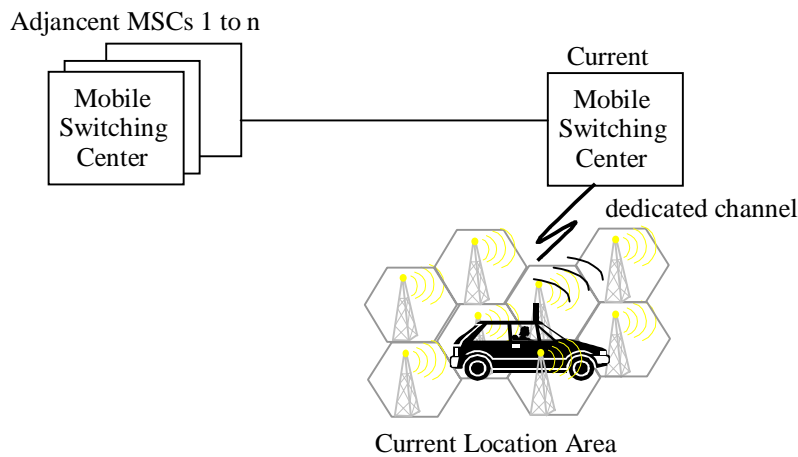 Adjancent MSCs 1 to n
Mobile
Switching
Center
Current
Mobile
Switching
Center
dedicated channel
Current Location Area